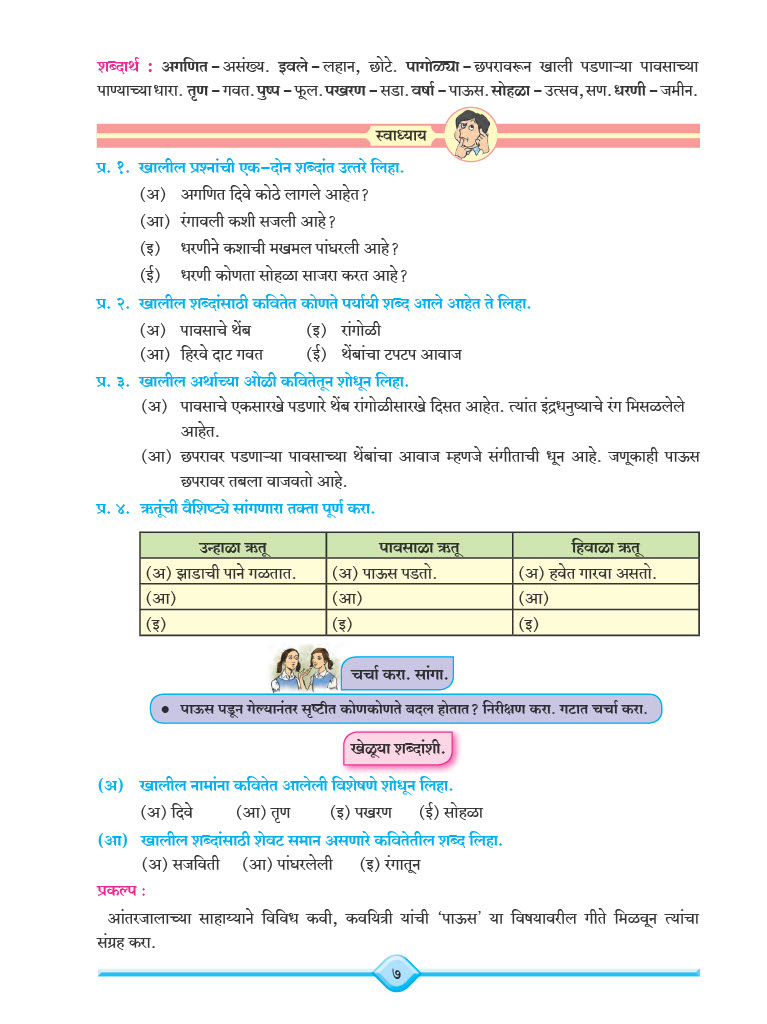 शब्दार्थ : अगणित – असंख्य. इवले – लहान, छोटे. पागोळ्या – छपरावरून खाली पडणाऱ्या पावसाच्या
पाण्याच्या धारा. तृण – गवत. पुष्प – फूल. पखरण – सडा. वर्षा – पाऊस. सोहळा – उत्सव, सण. धरणी – जमीन.
स्वाध्याय
प्र. १. खालील प्रश्नांची एक–दोन शब्दांत उत्तरे लिहा.
(अ) अगणित दिवे कोठे लागले आहेत?
(आ) रंगावली कशी सजली आहे?
(इ) धरणीने कशाची मखमल पांघरली आहे?
(ई) धरणी कोणता सोहळा साजरा करत आहे?
प्र. २. खालील शब्दांसाठी कवितेत कोणते पर्यायी शब्द आले आहेत ते लिहा.
(अ) पावसाचे थेंब (इ) रांगोळी
(आ) हिरवे दाट गवत (ई) थेंबांचा टपटप आवाज
प्र. ३. खालील अर्थाच्या ओळी कवितेतून शोधून लिहा.
(अ) पावसाचे एकसारखे पडणारे थेंब रांगोळीसारखे दिसत आहेत. त्यांत इंद्रधनुष्याचे रंग मिसळलेले
आहेत.
(आ) छपरावर पडणाऱ्या पावसाच्या थेंबांचा आवाज म्हणजे संगीताची धून आहे. जणूकाही पाऊस
छपरावर तबला वाजवतो आहे.
प्र. ४. ऋतूंची वैशिष्ट्ये सांगणारा तक्ता पूर्ण करा.
उन्हाळा ऋतू पावसाळा ऋतू हिवाळा ऋतू
(अ) झाडाची पाने गळतात. (अ) पाऊस पडतो. (अ) हवेत गारवा असतो.
(आ) (आ) (आ)
(इ) (इ) (इ)
चर्चा करा. सांगा.
• पाऊस पडून गेल्यानंतर सृष्टीत कोणकोणते बदल होतात? निरीक्षण करा. गटात चर्चा करा.
खेळूया शब्दांशी.
(अ) खालील नामांना कवितेत आलेली विशेषणे शोधून लिहा.
(अ) दिवे (आ) तृण (इ) पखरण (ई) सोहळा
(आ) खालील शब्दांसाठी शेवट समान असणारे कवितेतील शब्द लिहा.
(अ) सजविती (आ) पांघरलेली (इ) रंगातून
प्रकल्प :
आंतरजालाच्या साहाय्याने विविध कवी, कवयित्री यांची ‘पाऊस’ या विषयावरील गीते मिळवून त्यांचा
संग्रह करा.
७